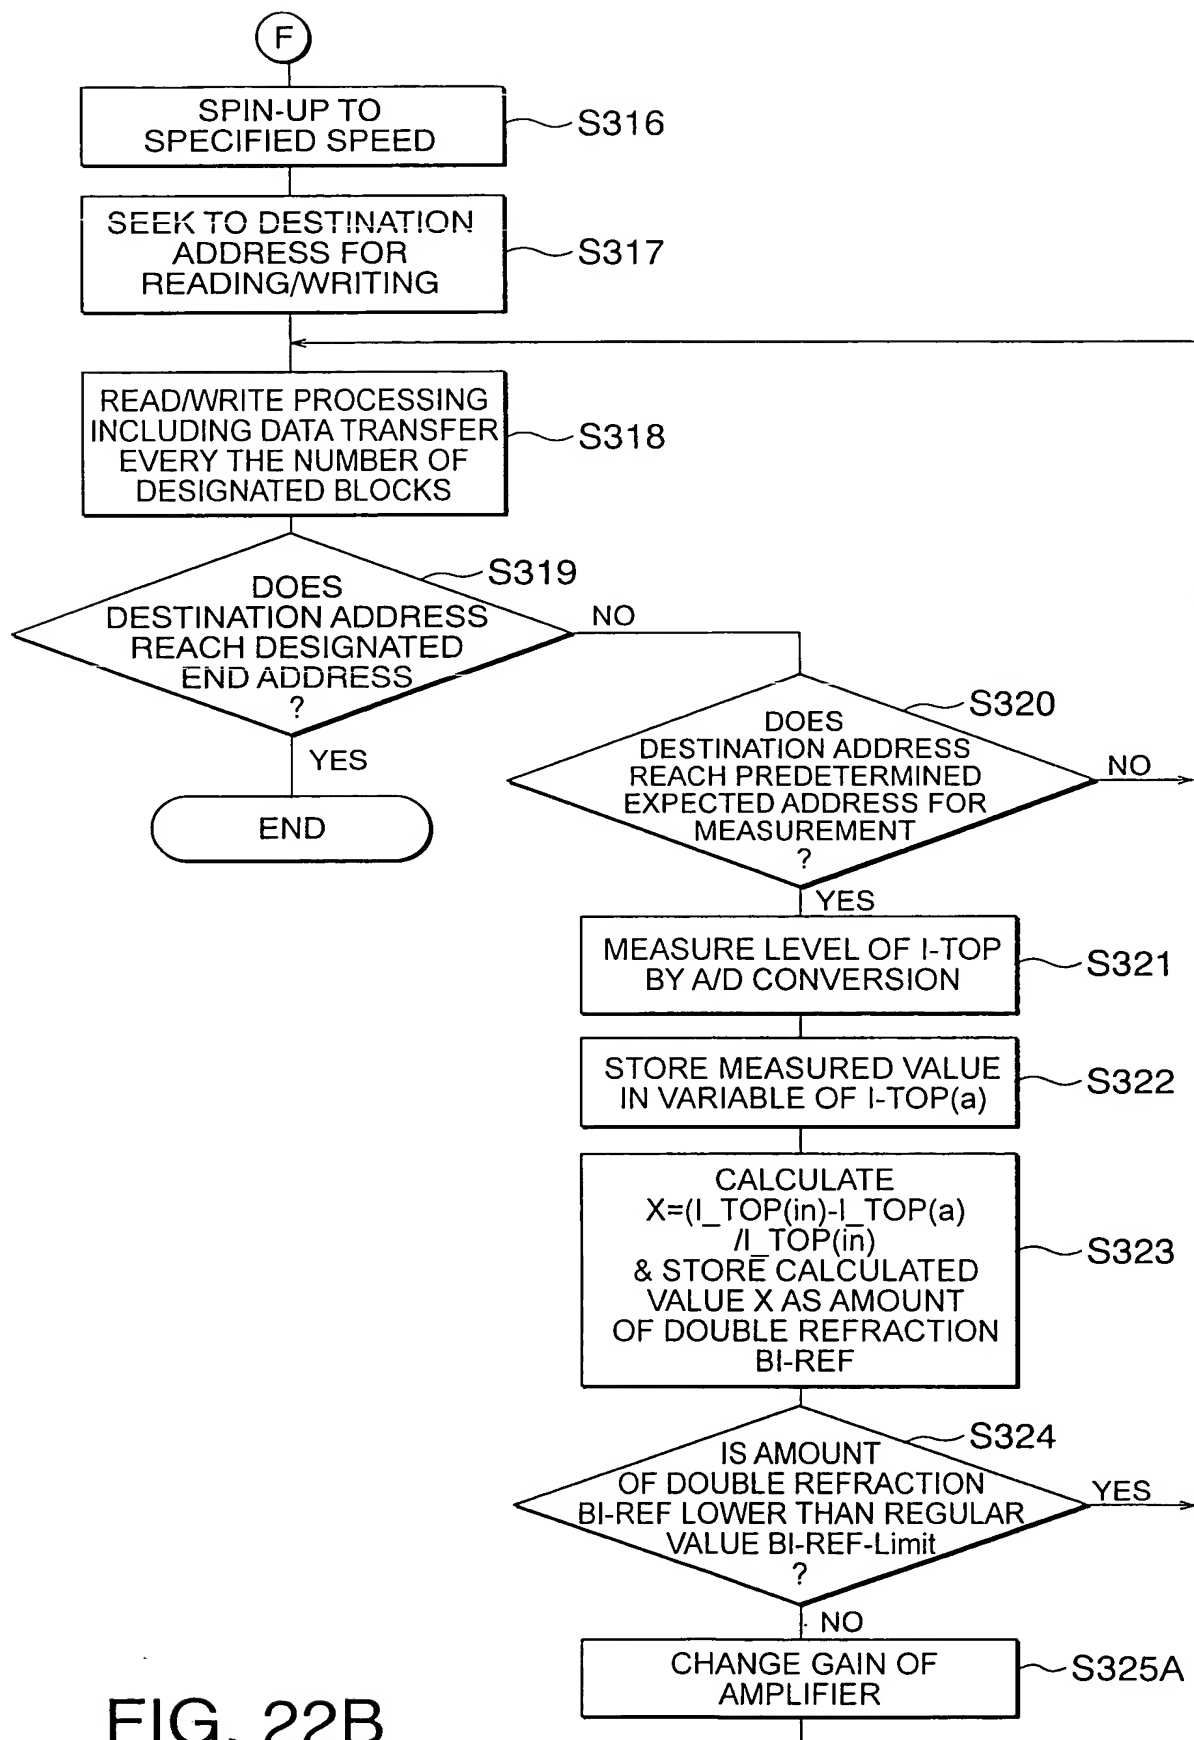 F
SPIN-UP TO
SPECIFIED SPEED
S316
SEEK TO DESTINATION
ADDRESS FOR
READING/WRITING
S317
READ/WRITE PROCESSING
INCLUDING DATA TRANSFER
EVERY THE NUMBER OF
DESIGNATED BLOCKS
S318
DOES
DESTINATION ADDRESS
REACH DESIGNATED
END ADDRESS
?
S319
NO
YES
END
DOES
DESTINATION ADDRESS
REACH PREDETERMINED
EXPECTED ADDRESS FOR
MEASUREMENT
?
S320
NO
YES
MEASURE LEVEL OF I-TOP
BY A/D CONVERSION
S321
STORE MEASURED VALUE
IN VARIABLE OF I-TOP(a)
S322
CALCULATE
X=(I_TOP(in)-I_TOP(a)
/I_TOP(in)
& STORE CALCULATED
VALUE X AS AMOUNT
OF DOUBLE REFRACTION
BI-REF
S323
IS AMOUNT
OF DOUBLE REFRACTION
BI-REF LOWER THAN REGULAR
VALUE BI-REF-Limit
?
S324
YES
NO
CHANGE GAIN OF
AMPLIFIER
S325A
FIG. 22B